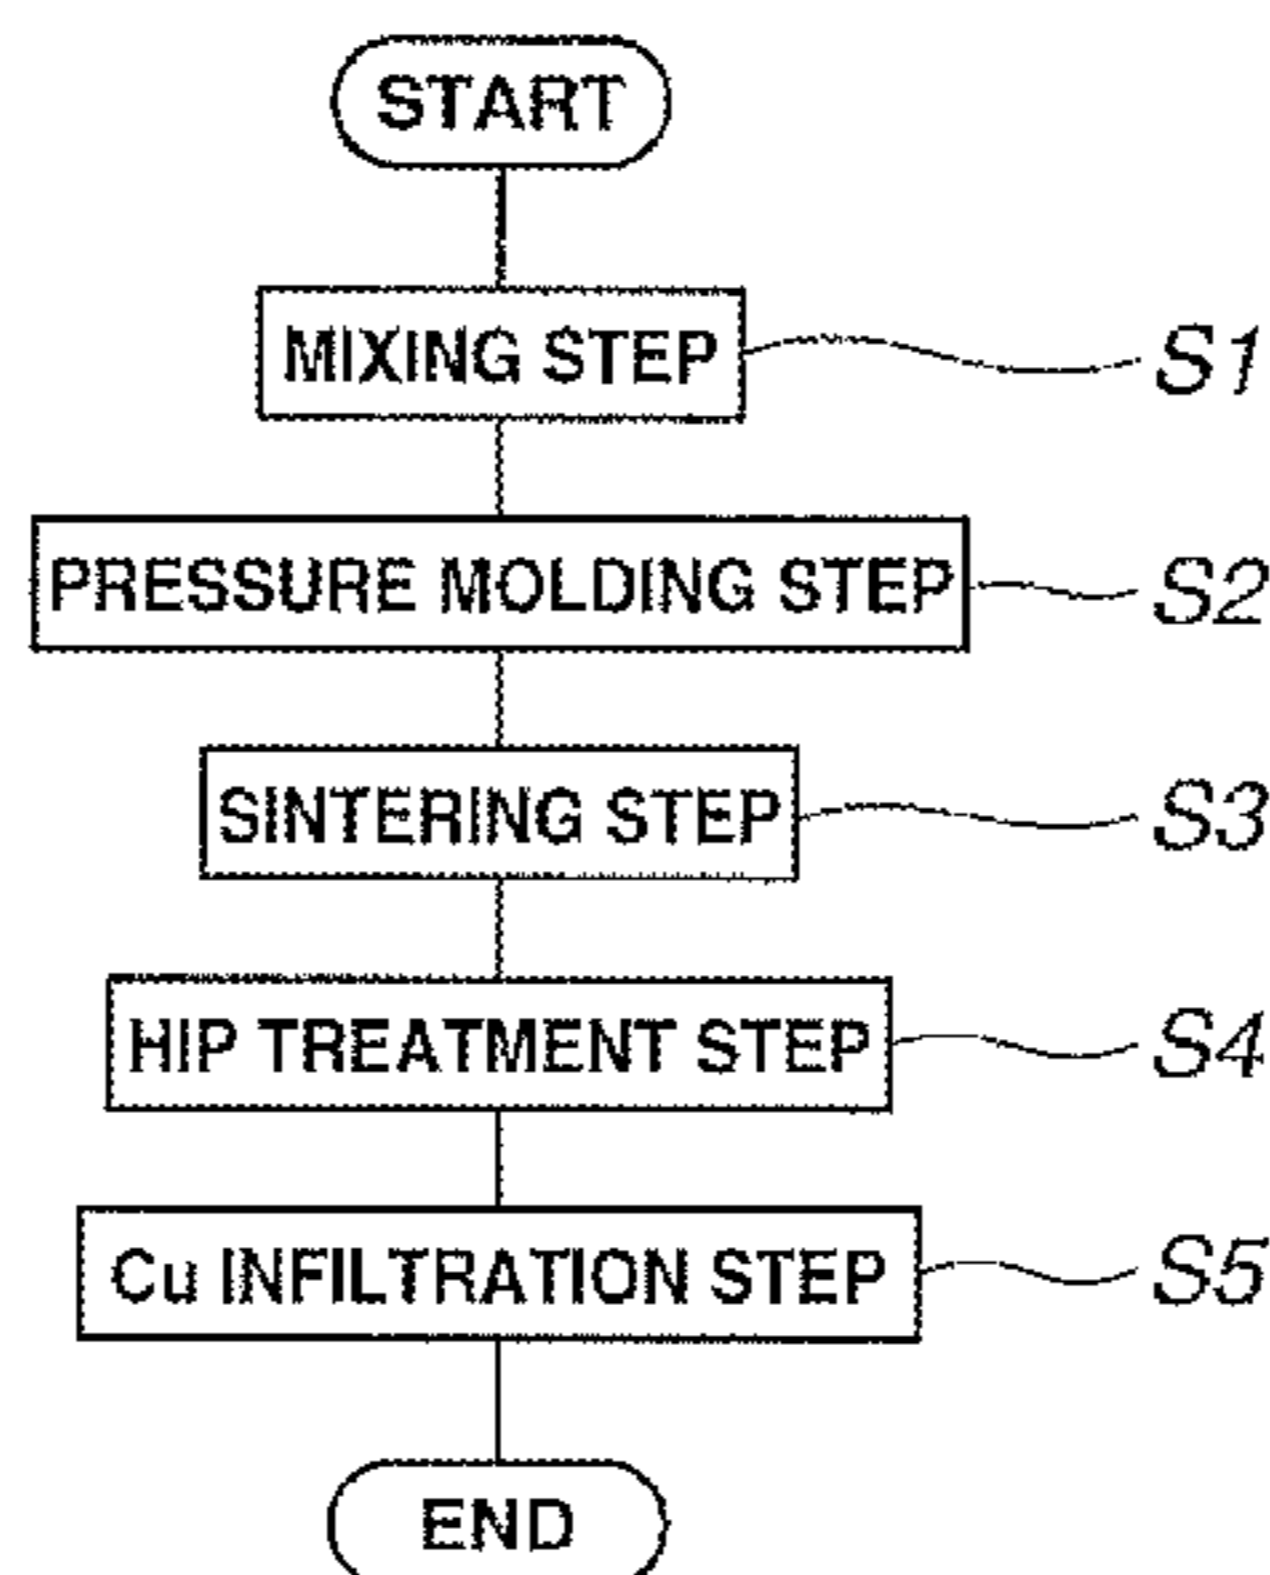 START
MIXING STEP S1
PRESSURE MOLDING STEP S2
SINTERING STEP S3
HIP TREATMENT STEP S4
Cu INFILTRATION STEP S5
END